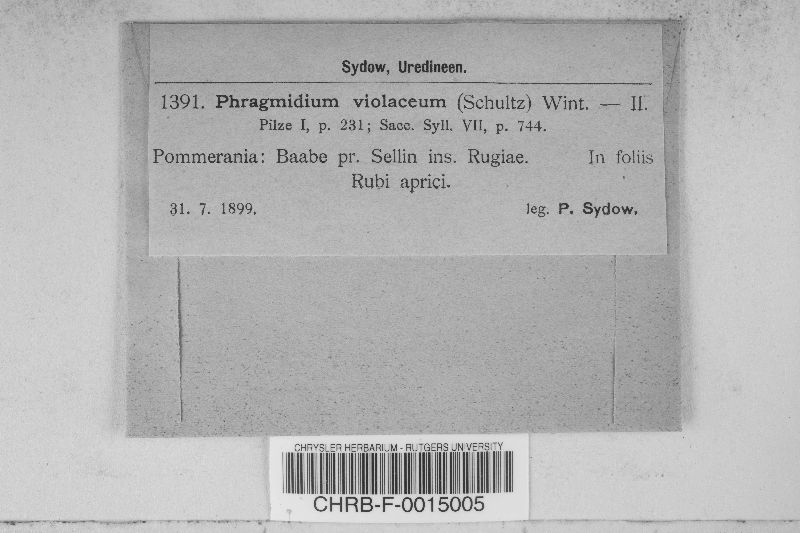 Sydow, Uredineen.
1391. Phragmidium violaceum (Schultz) Wint. — II.
Pilze I, p. 231; Sacc. Syll. VII, p. 744.
Pommerania: Baabe pr. Sellin ins. Rugiae. In foliis
Rubi aprici.
31. 7. 1899. leg. P. Sydow.
CHRYSLER HERBARIUM - RUTGERS UNIVERSITY
CHRB-F-0015005